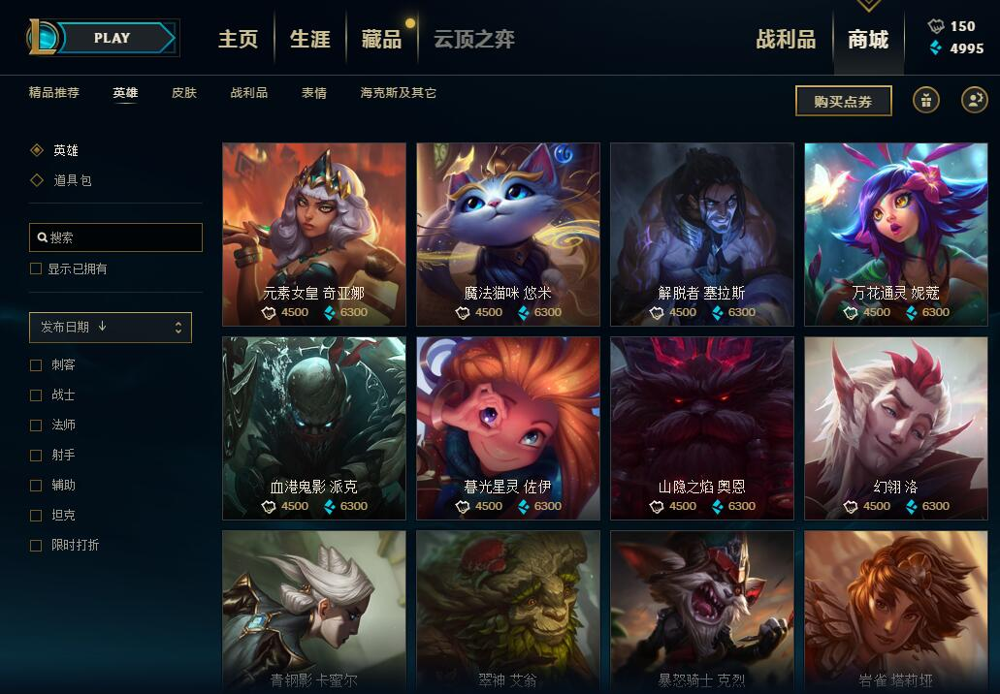 PLAY 主页 生涯 藏品 云顶之弈 战利品 商城 150
4995
精品推荐 英雄 皮肤 战利品 表情 海克斯及其它
购买点券
英雄
道具包
搜索
显示已拥有
发布日期 ↓
刺客
战士
法师
射手
辅助
坦克
限时打折
元素女皇 奇亚娜 魔法猫咪 悠米 解脱者 塞拉斯 万花通灵 妮蔻
4500 6300 4500 6300 4500 6300 4500 6300
血港鬼影 派克 暮光星灵 佐伊 山隐之焰 奥恩 幻翎 洛
4500 6300 4500 6300 4500 6300 4500 6300
青钢影 卡蜜尔 翠神 艾翁 暴怒骑士 克烈 岩雀 塔莉垭